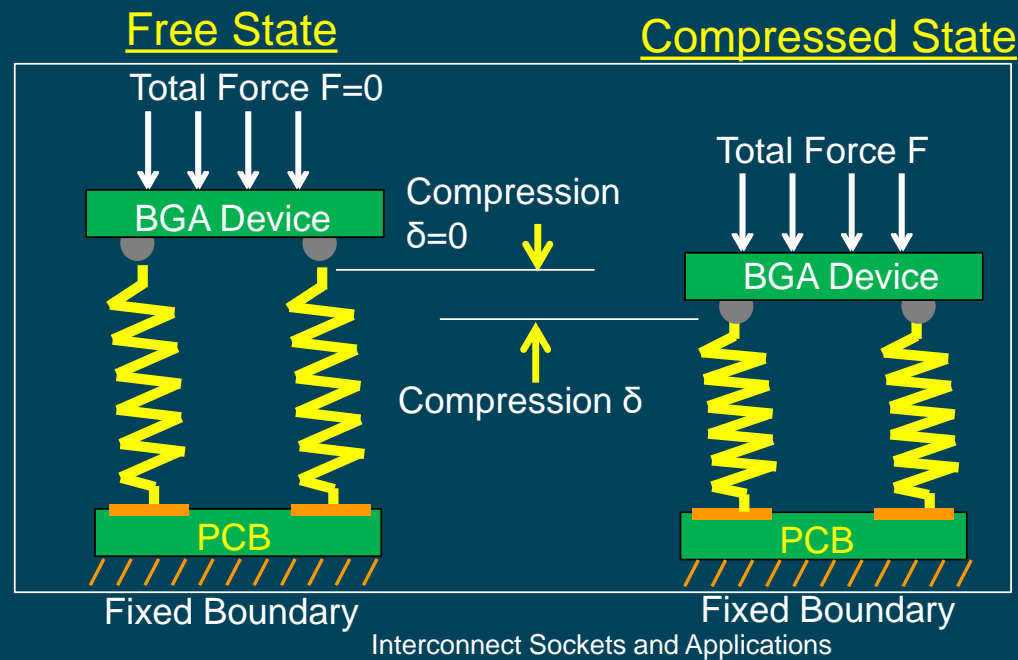 Free State
Compressed State
Total Force F=0
BGA Device
Compression
δ=0
Compression δ
PCB
Fixed Boundary
Total Force F
BGA Device
PCB
Fixed Boundary
Interconnect Sockets and Applications